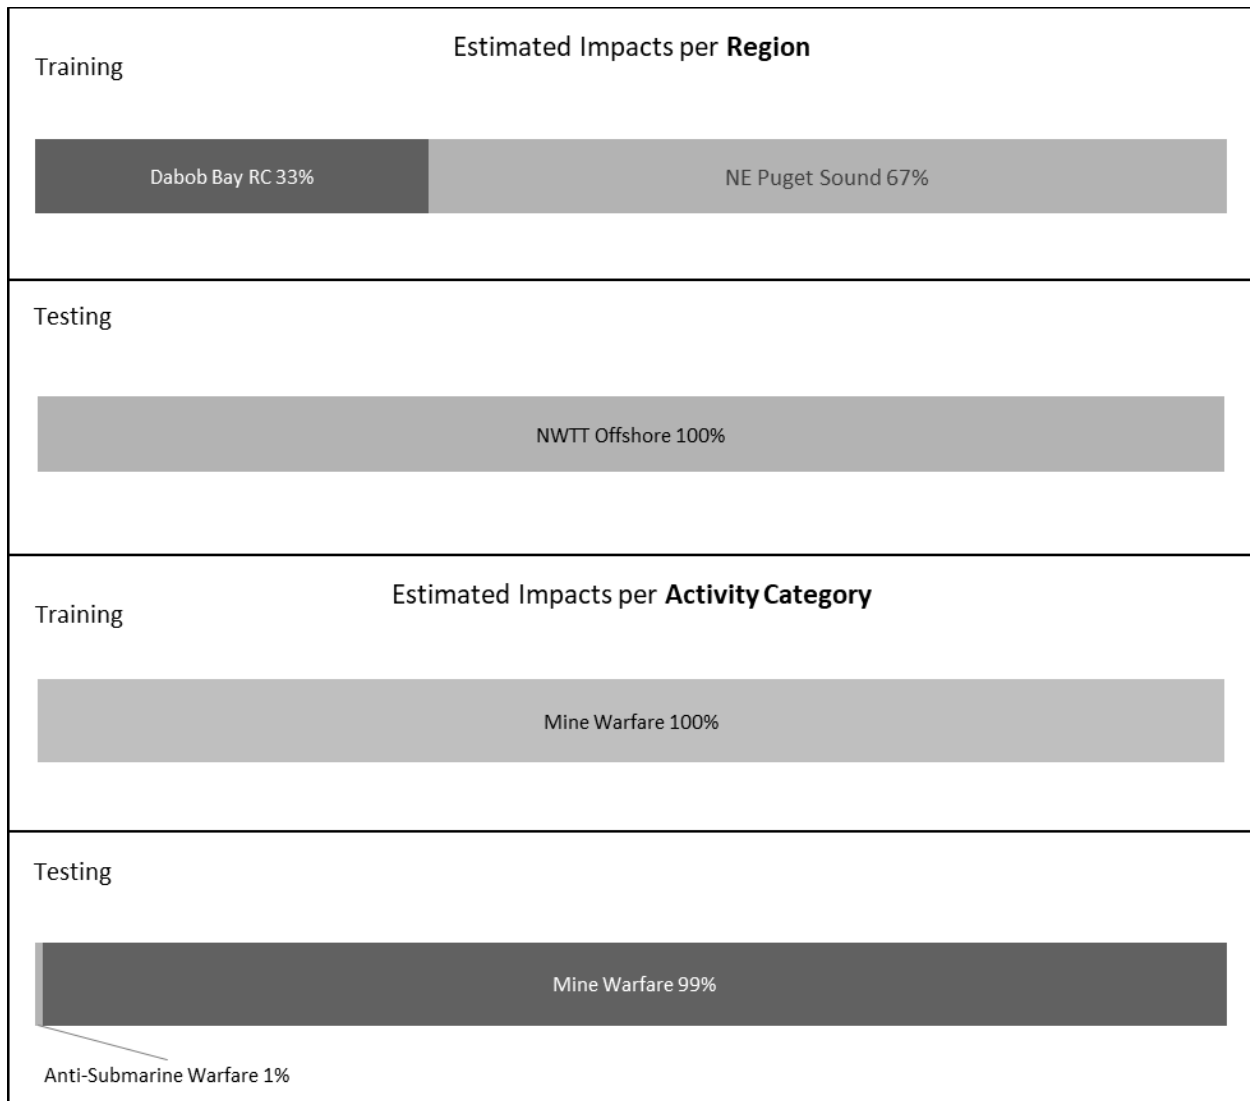 Estimated Impacts per Region
Training
Dabob Bay RC 33%
NE Puget Sound 67%
Testing
NWTT Offshore 100%
Estimated Impacts per Activity Category
Training
Mine Warfare 100%
Testing
Mine Warfare 99%
Anti-Submarine Warfare 1%